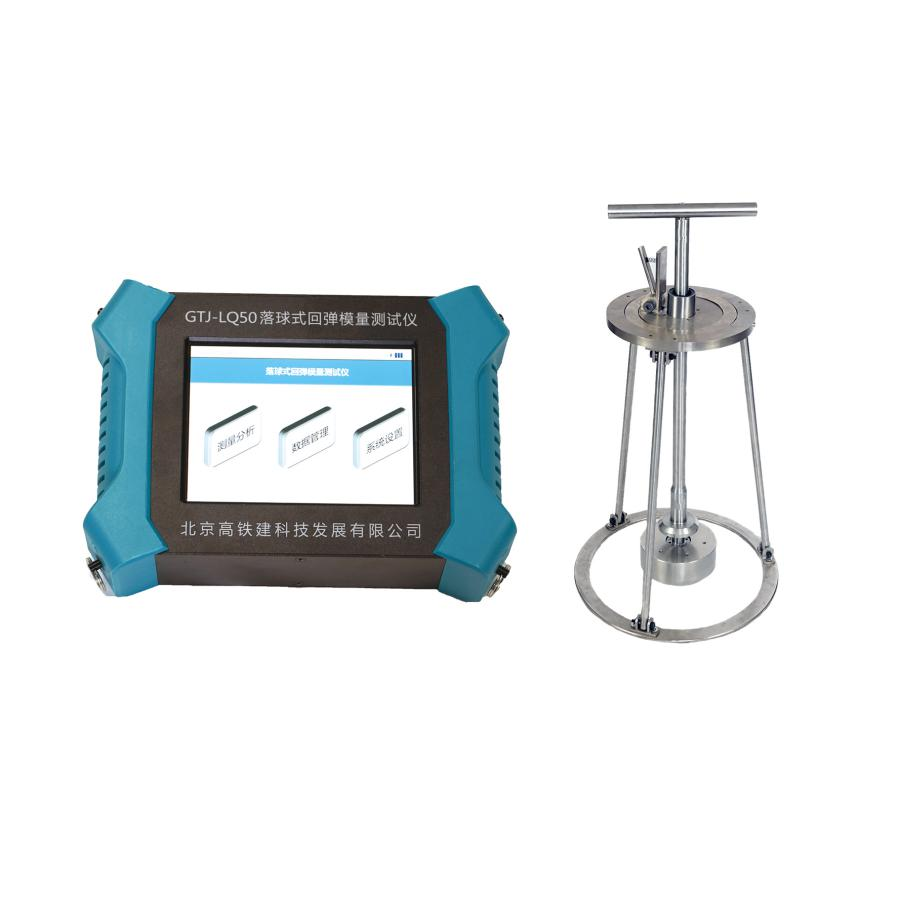 GTJ-LQ50落球式回弹模量测试仪
落球式回弹模量测试仪
测量分析
数据管理
系统设置
北京高铁建科技发展有限公司